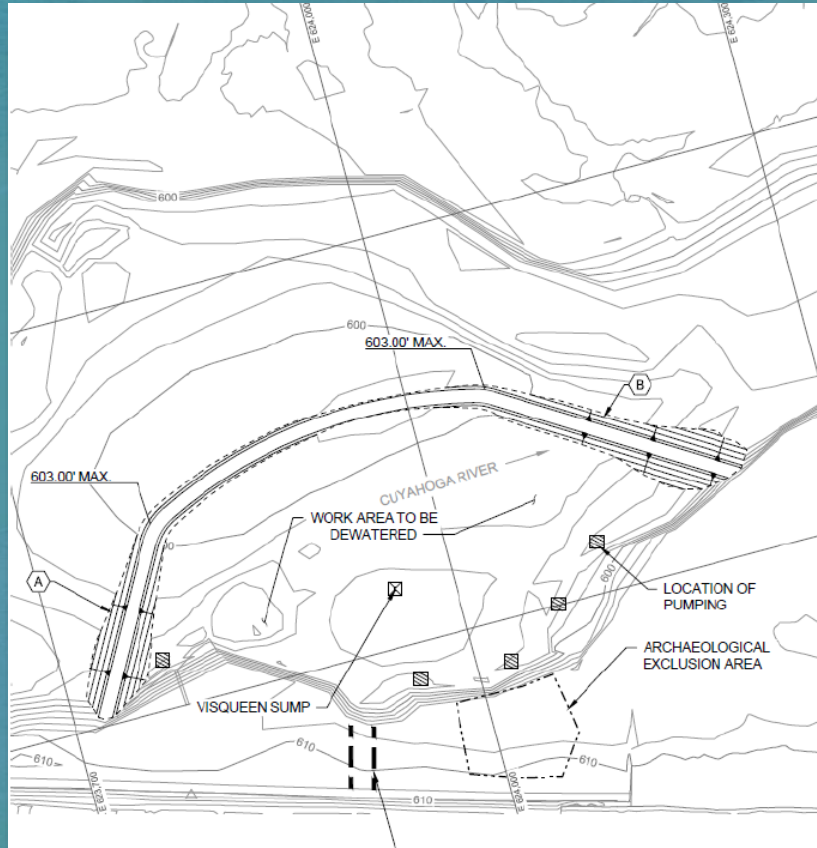 E 624,000
E 624,300
600
600
603.00' MAX.
B
603.00' MAX.
CUYAHOGA RIVER
WORK AREA TO BE
DEWATERED
A
600
LOCATION OF
PUMPING
ARCHAEOLOGICAL
EXCLUSION AREA
VISQUEEN SUMP
610
610
610
610
E 623,700
E 624,000